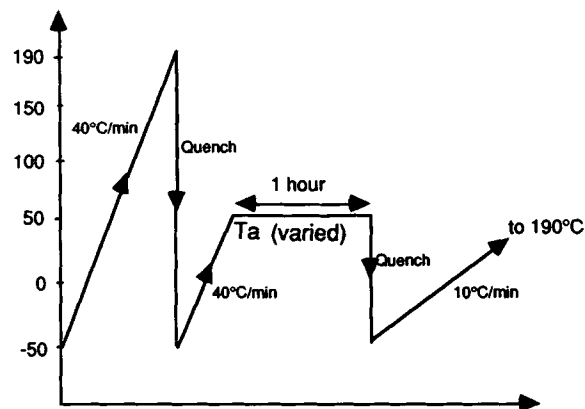 190
150
100
50
0
-50
40°C/min
Quench
40°C/min
1 hour
Ta (varied)
Quench
10°C/min
to 190°C